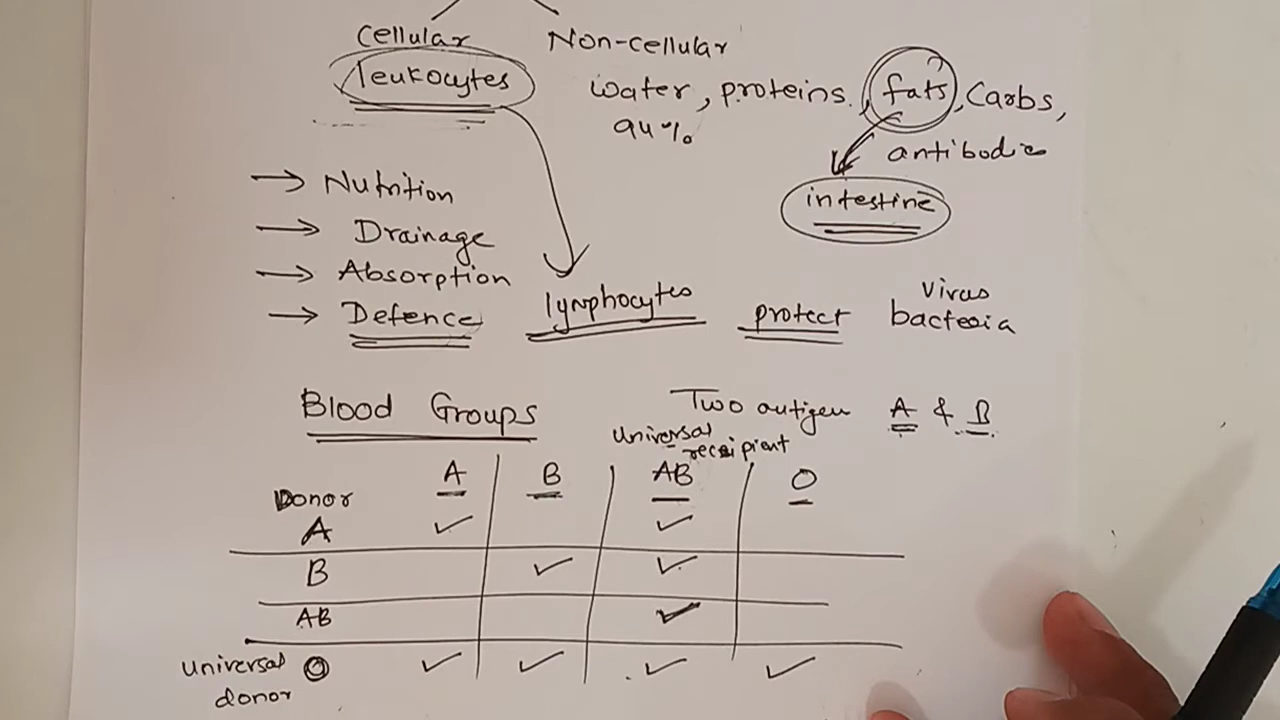 cellular Non-cellular
leukocytes water, proteins, fats, Carbs,
94% antibodie
intestine
→ Nutrition
→ Drainage
→ Absorption
→ Defence lymphocytes protect virus
bacteria
Blood Groups Two antigen A & B
universal
recipient
Donor A B AB O
A ✓ ✓
B ✓ ✓
AB ✓
universal O ✓ ✓ ✓ ✓
donor